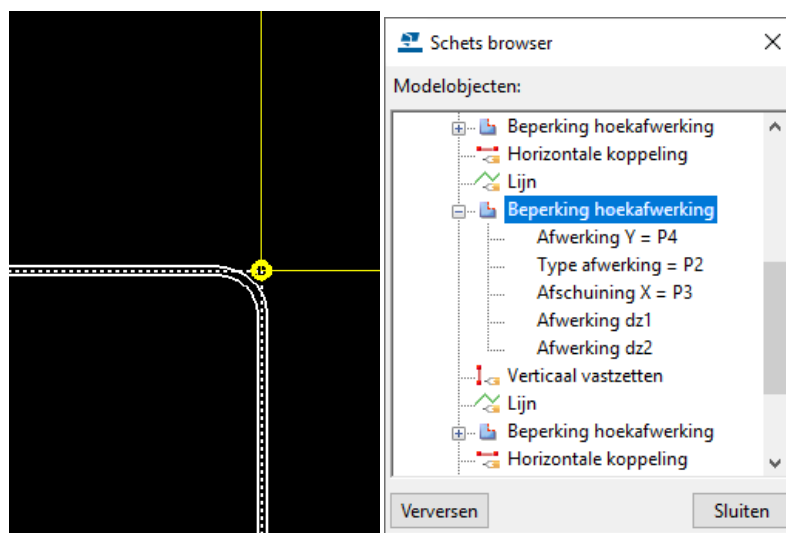 Schets browser
Modelobjecten:
Beperking hoekafwerking
Horizontale koppeling
Lijn
Beperking hoekafwerking
Afwerking Y = P4
Type afwerking = P2
Afschuining X = P3
Afwerking dz1
Afwerking dz2
Verticaal vastzetten
Lijn
Beperking hoekafwerking
Horizontale koppeling
Verversen
Sluiten